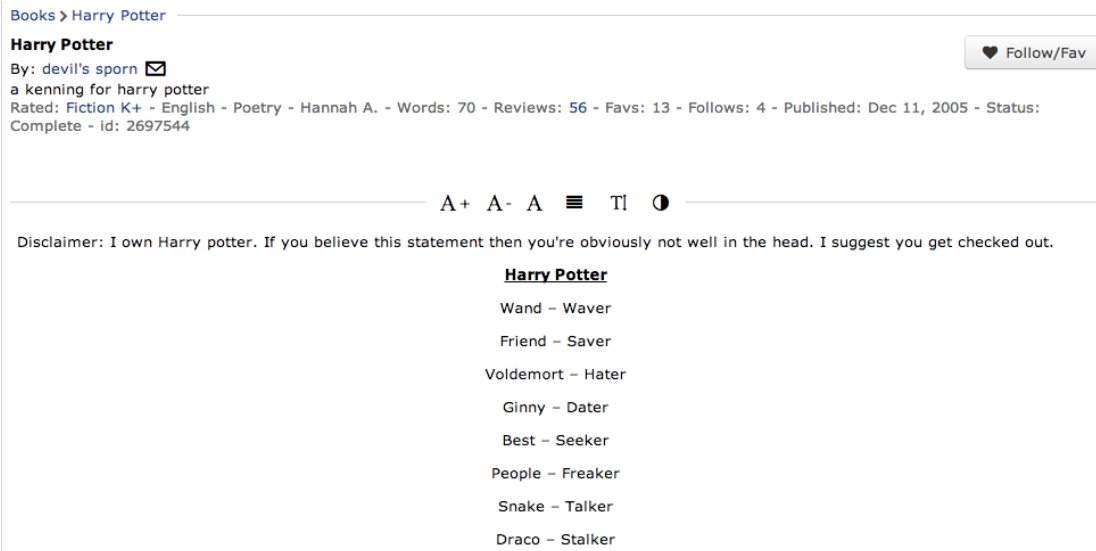 Books > Harry Potter
Harry Potter
Follow/Fav
By: devil's sporn
a kenning for harry potter
Rated: Fiction K+ - English - Poetry - Hannah A. - Words: 70 - Reviews: 56 - Favs: 13 - Follows: 4 - Published: Dec 11, 2005 - Status:
Complete - id: 2697544
A+ A- A TI
Disclaimer: I own Harry potter. If you believe this statement then you're obviously not well in the head. I suggest you get checked out.
Harry Potter
Wand – Waver
Friend – Saver
Voldemort – Hater
Ginny – Dater
Best – Seeker
People – Freaker
Snake – Talker
Draco – Stalker